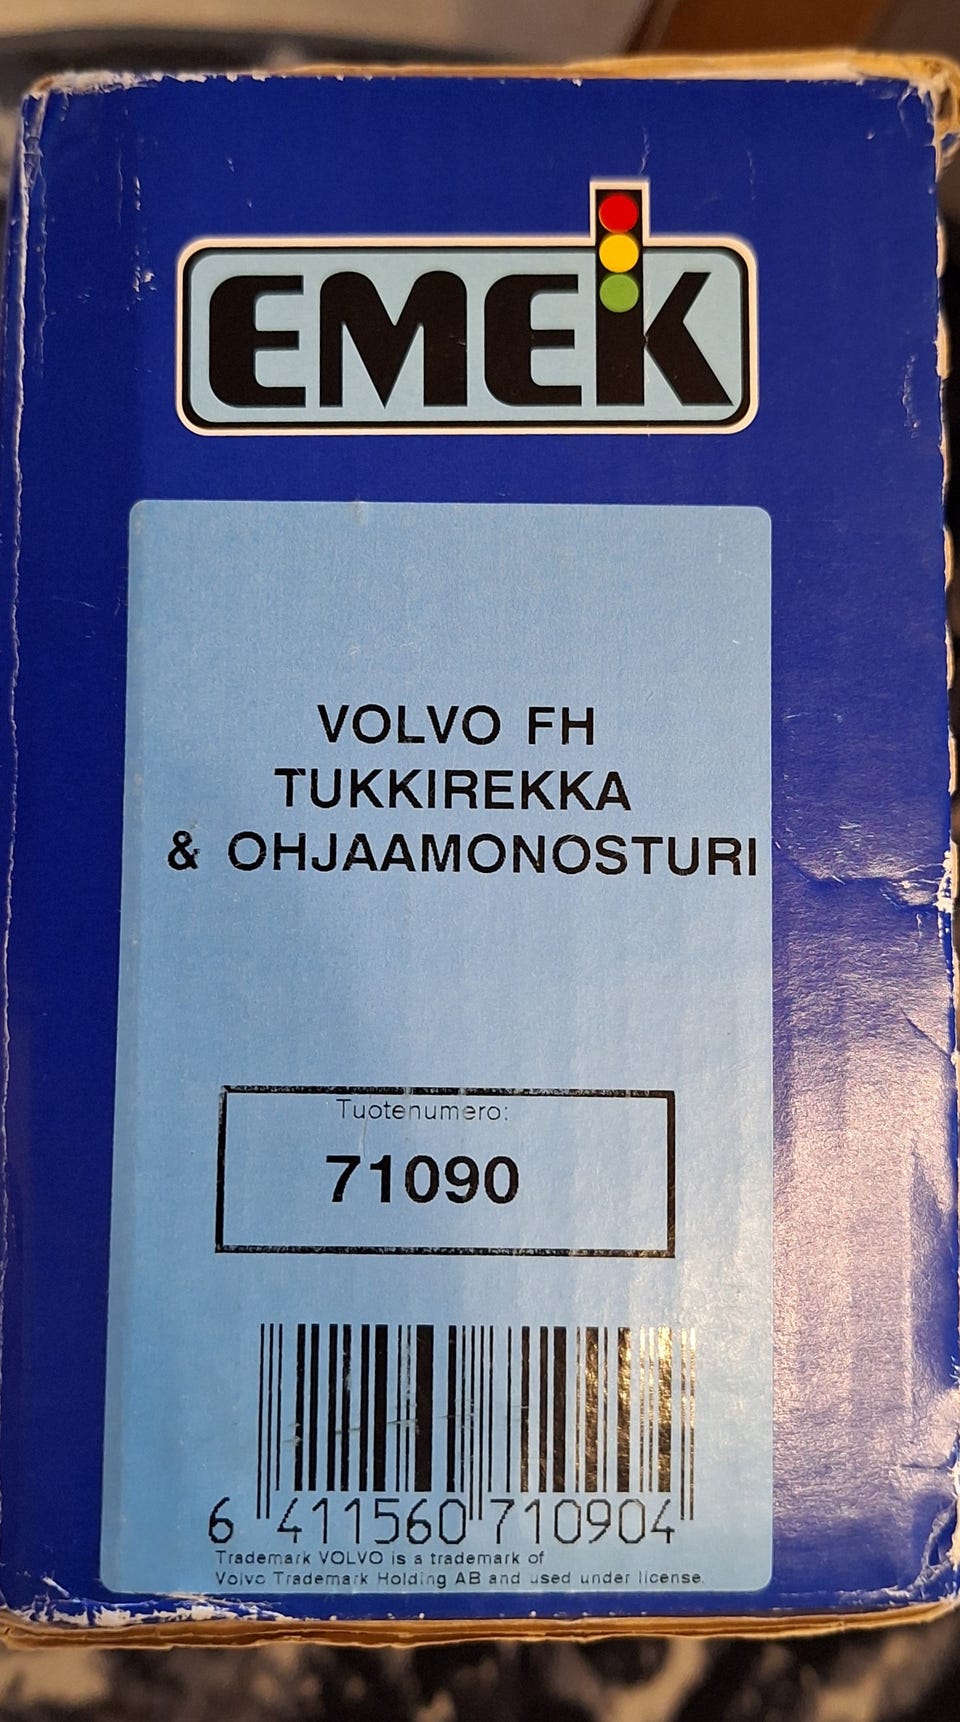 EMEK
VOLVO FH
TUKKIREKKA
& OHJAAMONOSTURI
Tuotenumero:
71090
6 411560 710904
Trademark VOLVO is a trademark of
Volvo Trademark Holding AB and used under license.